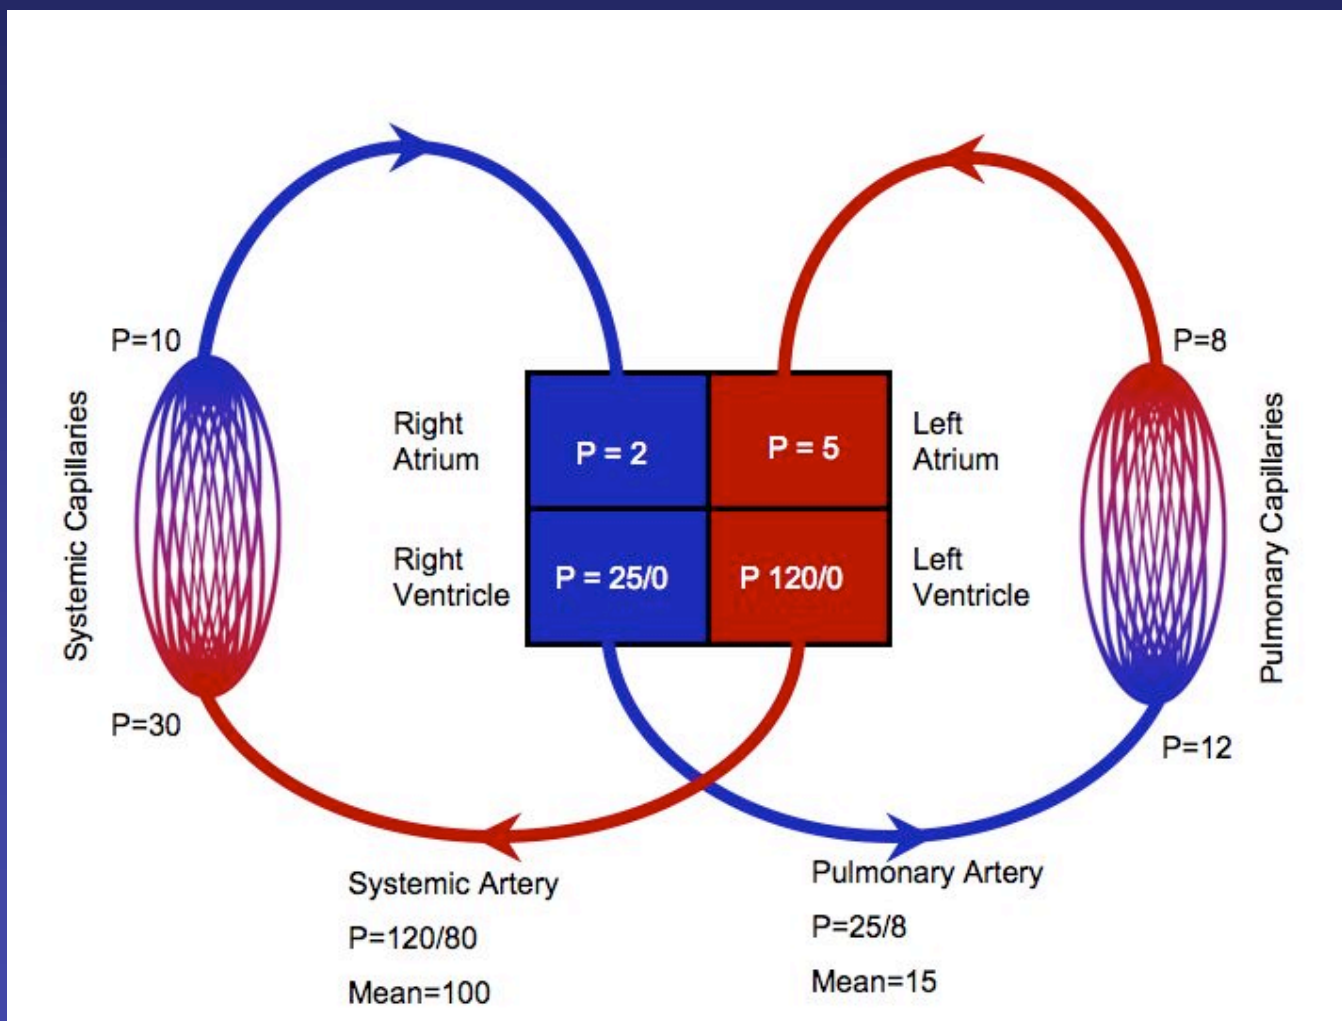 P=10
P=8
Systemic Capillaries
Right
Atrium
P = 2
P = 5
Left
Atrium
Pulmonary Capillaries
Right
Ventricle
P = 25/0
P 120/0
Left
Ventricle
P=30
P=12
Systemic Artery
P=120/80
Mean=100
Pulmonary Artery
P=25/8
Mean=15